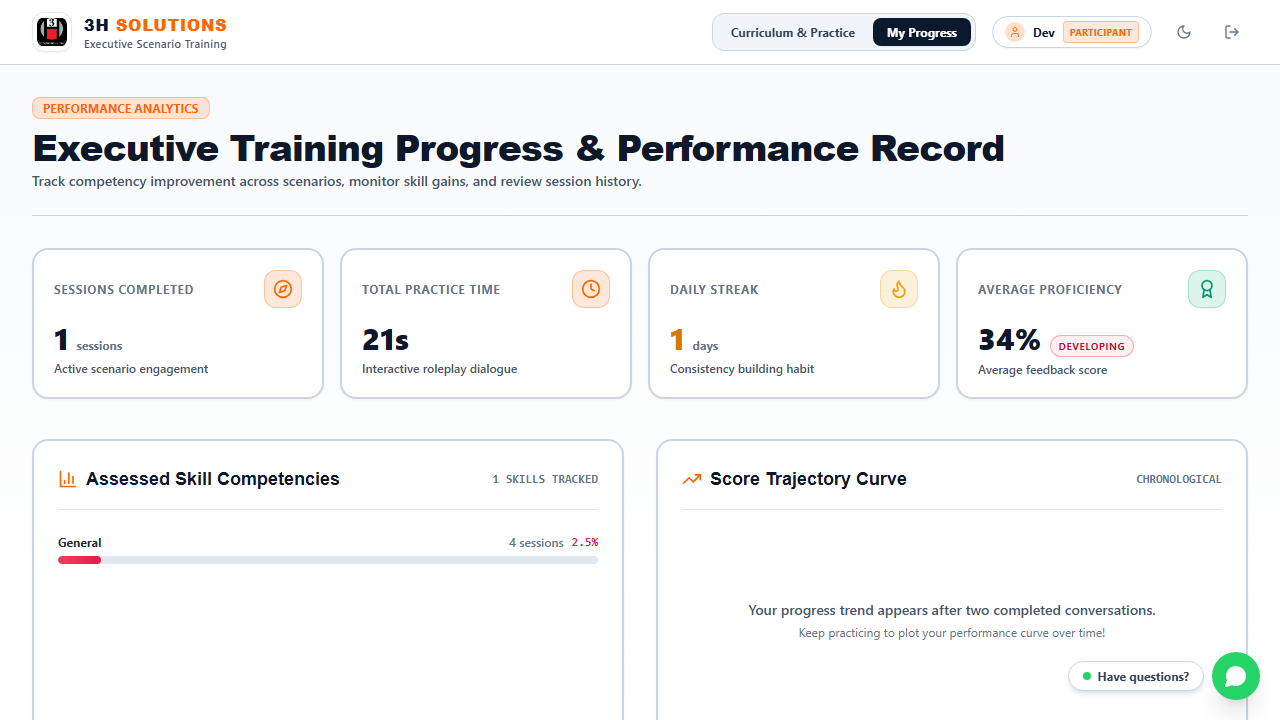 3H SOLUTIONS
Executive Scenario Training
Curriculum & Practice
My Progress
Dev
PARTICIPANT
PERFORMANCE ANALYTICS
Executive Training Progress & Performance Record
Track competency improvement across scenarios, monitor skill gains, and review session history.
SESSIONS COMPLETED
1 sessions
Active scenario engagement
TOTAL PRACTICE TIME
21s
Interactive roleplay dialogue
DAILY STREAK
1 days
Consistency building habit
AVERAGE PROFICIENCY
34% DEVELOPING
Average feedback score
Assessed Skill Competencies
1 SKILLS TRACKED
General
4 sessions 2.5%
Score Trajectory Curve
CHRONOLOGICAL
Your progress trend appears after two completed conversations.
Keep practicing to plot your performance curve over time!
Have questions?